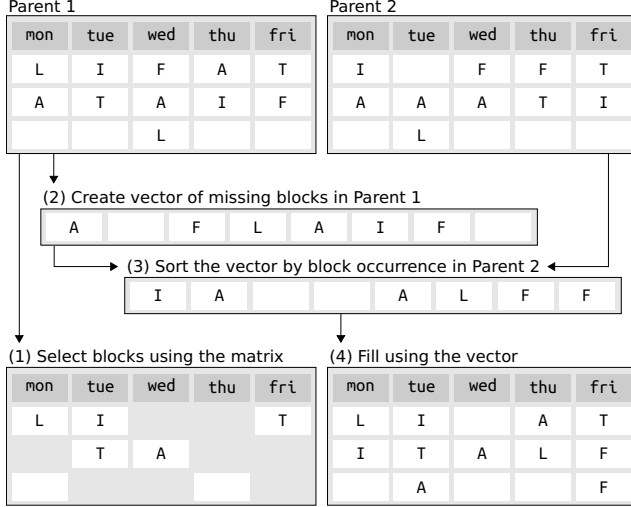 Parent 1 Parent 2
mon tue wed thu fri mon tue wed thu fri
L I F A T I F F T
A T A I F A A A T I
L L
(2) Create vector of missing blocks in Parent 1
A F L A I F
(3) Sort the vector by block occurrence in Parent 2
I A A L F F
(1) Select blocks using the matrix (4) Fill using the vector
mon tue wed thu fri mon tue wed thu fri
L I T L I A T
T A I T A L F
A F